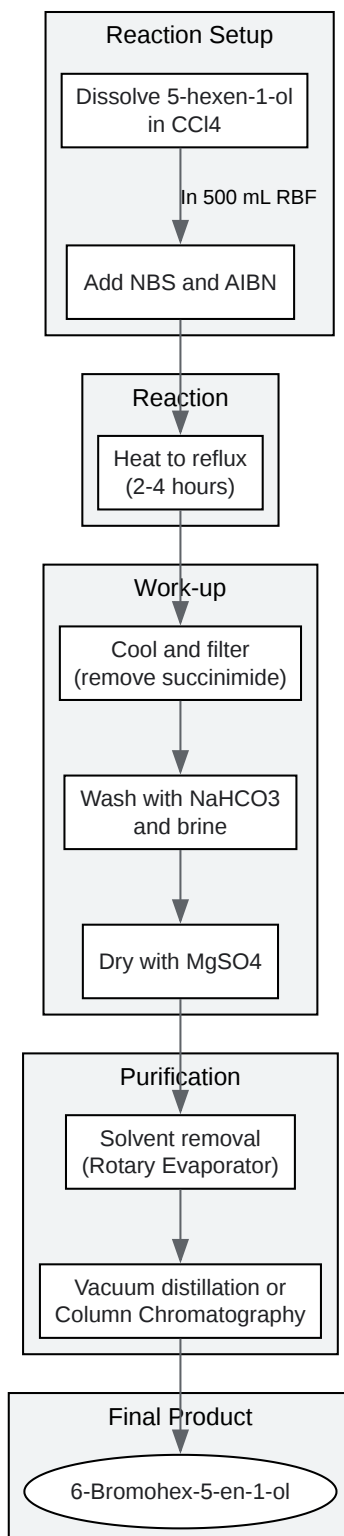 Reaction Setup
Dissolve 5-hexen-1-ol
in CCl4
In 500 mL RBF
Add NBS and AIBN
Reaction
Heat to reflux
(2-4 hours)
Work-up
Cool and filter
(remove succinimide)
Wash with NaHCO3
and brine
Dry with MgSO4
Purification
Solvent removal
(Rotary Evaporator)
Vacuum distillation or
Column Chromatography
Final Product
6-Bromohex-5-en-1-ol